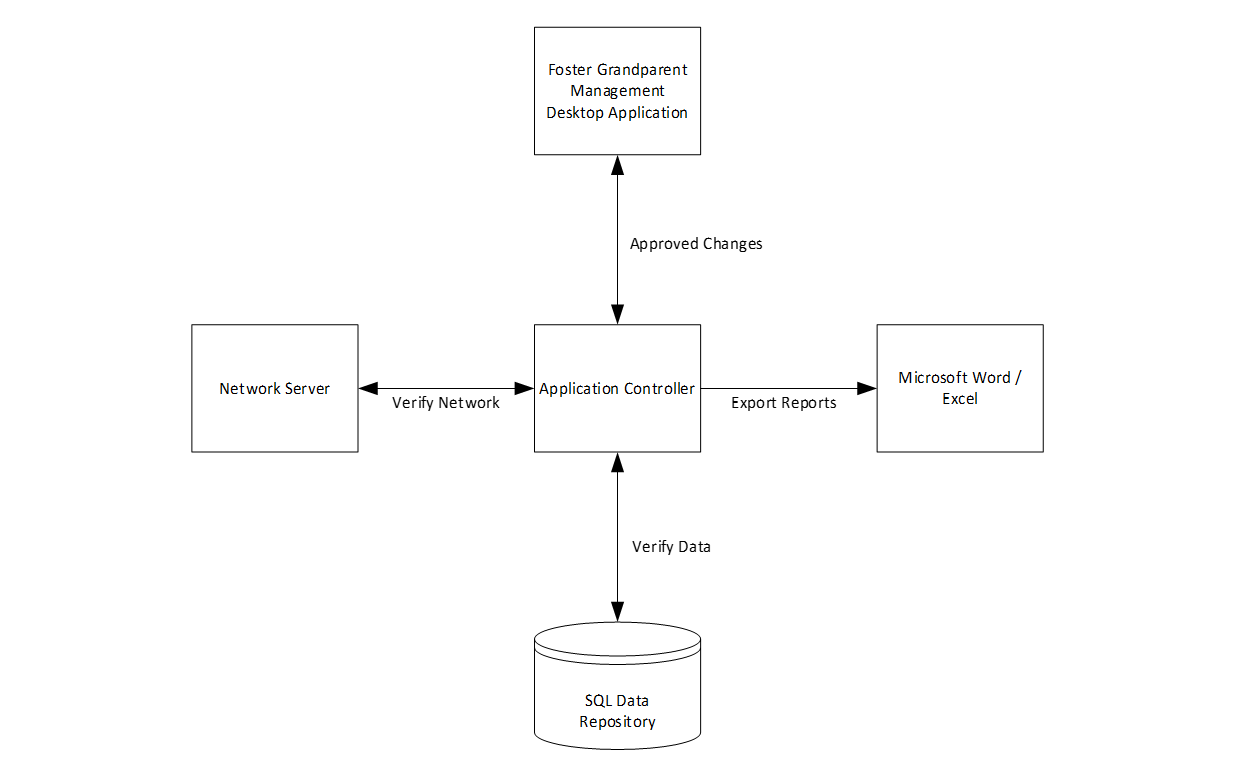 Foster Grandparent
Management
Desktop Application
Approved Changes
Network Server
Verify Network
Application Controller
Export Reports
Microsoft Word /
Excel
Verify Data
SQL Data
Repository